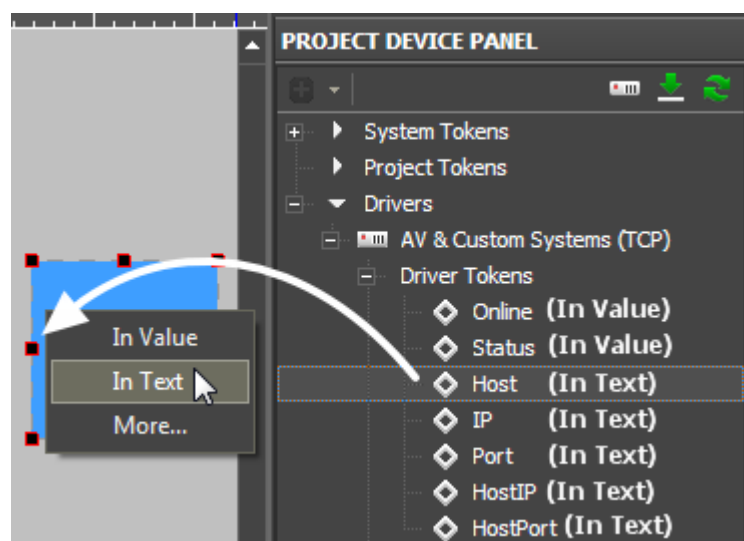 PROJECT DEVICE PANEL
System Tokens
Project Tokens
Drivers
AV & Custom Systems (TCP)
Driver Tokens
Online (In Value)
Status (In Value)
Host (In Text)
IP (In Text)
Port (In Text)
HostIP (In Text)
HostPort (In Text)
In Value
In Text
More...